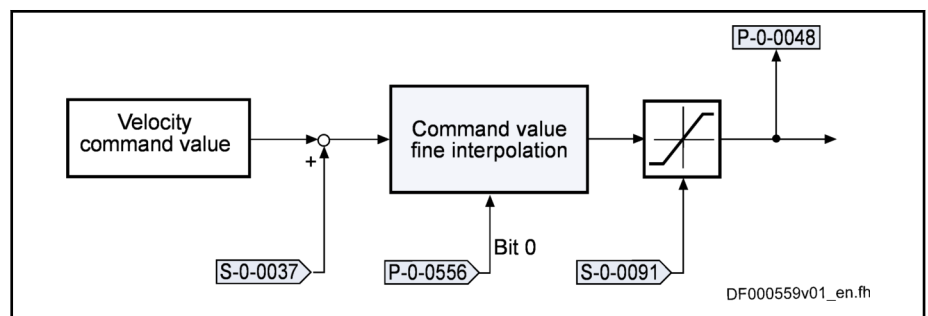 P-0-0048
Velocity
command value
Command value
fine interpolation
+
Bit 0
S-0-0037
P-0-0556
S-0-0091
DF000559v01_en.fh